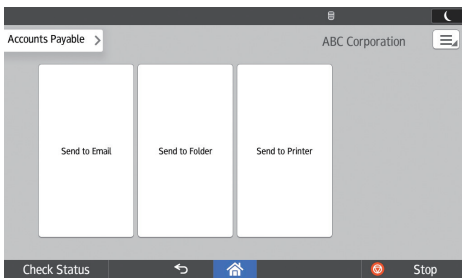 Accounts Payable
ABC Corporation
Send to Email
Send to Folder
Send to Printer
Check Status
Stop